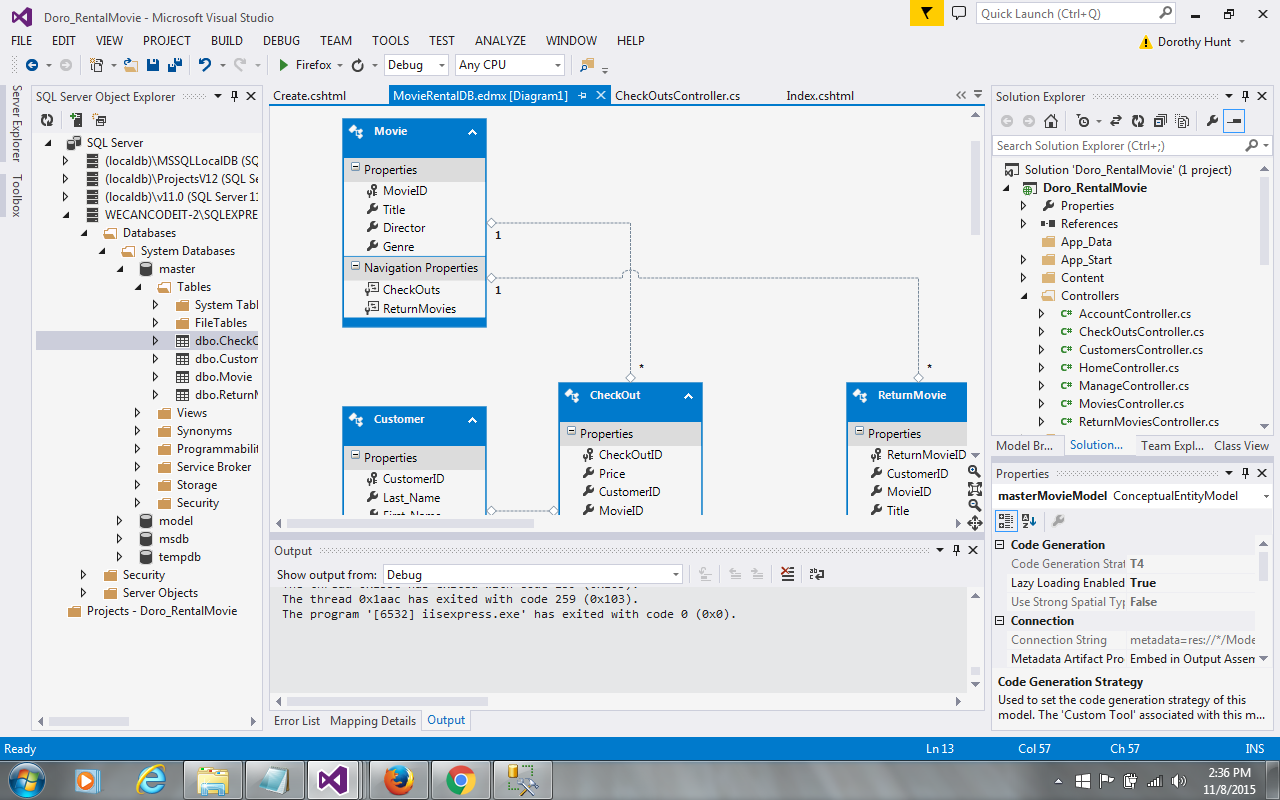 Doro_RentalMovie - Microsoft Visual Studio
Quick Launch (Ctrl+Q)
FILE EDIT VIEW PROJECT BUILD DEBUG TEAM TOOLS TEST ANALYZE WINDOW HELP
Dorothy Hunt
Firefox Debug Any CPU
Server Explorer
Toolbox
SQL Server Object Explorer
SQL Server
(localdb)\MSSQLLocalDB (SQ
(localdb)\ProjectsV12 (SQL Se
(localdb)\v11.0 (SQL Server 11
WECANCODEIT-2\SQLEXPRE
Databases
System Databases
master
Tables
System Tabl
FileTables
dbo.CheckO
dbo.Custom
dbo.Movie
dbo.ReturnM
Views
Synonyms
Programmabilit
Service Broker
Storage
Security
model
msdb
tempdb
Security
Server Objects
Projects - Doro_RentalMovie
Create.cshtml MovieRentalDB.edmx [Diagram1] CheckOutsController.cs Index.cshtml
Movie
Properties
MovieID
Title
Director
Genre
Navigation Properties
CheckOuts
ReturnMovies
1
1
*
*
Customer
Properties
CustomerID
Last_Name
First_Name
CheckOut
Properties
CheckOutID
Price
CustomerID
MovieID
ReturnMovie
Properties
ReturnMovieID
CustomerID
MovieID
Title
Output
Show output from: Debug
The thread 0x1aac has exited with code 259 (0x103).
The program '[6532] iisexpress.exe' has exited with code 0 (0x0).
Error List Mapping Details Output
Solution Explorer
Search Solution Explorer (Ctrl+;)
Solution 'Doro_RentalMovie' (1 project)
Doro_RentalMovie
Properties
References
App_Data
App_Start
Content
Controllers
C# AccountController.cs
C# CheckOutsController.cs
C# CustomersController.cs
C# HomeController.cs
C# ManageController.cs
C# MoviesController.cs
C# ReturnMoviesController.cs
Model Br... Solution... Team Expl... Class View
Properties
masterMovieModel ConceptualEntityModel
Code Generation
Code Generation Strat T4
Lazy Loading Enabled True
Use Strong Spatial Typ False
Connection
Connection String metadata=res://*/Mode
Metadata Artifact Pro Embed in Output Assem
Code Generation Strategy
Used to set the code generation strategy of this
model. The 'Custom Tool' associated with this m...
Ready Ln 13 Col 57 Ch 57 INS
2:36 PM
11/8/2015